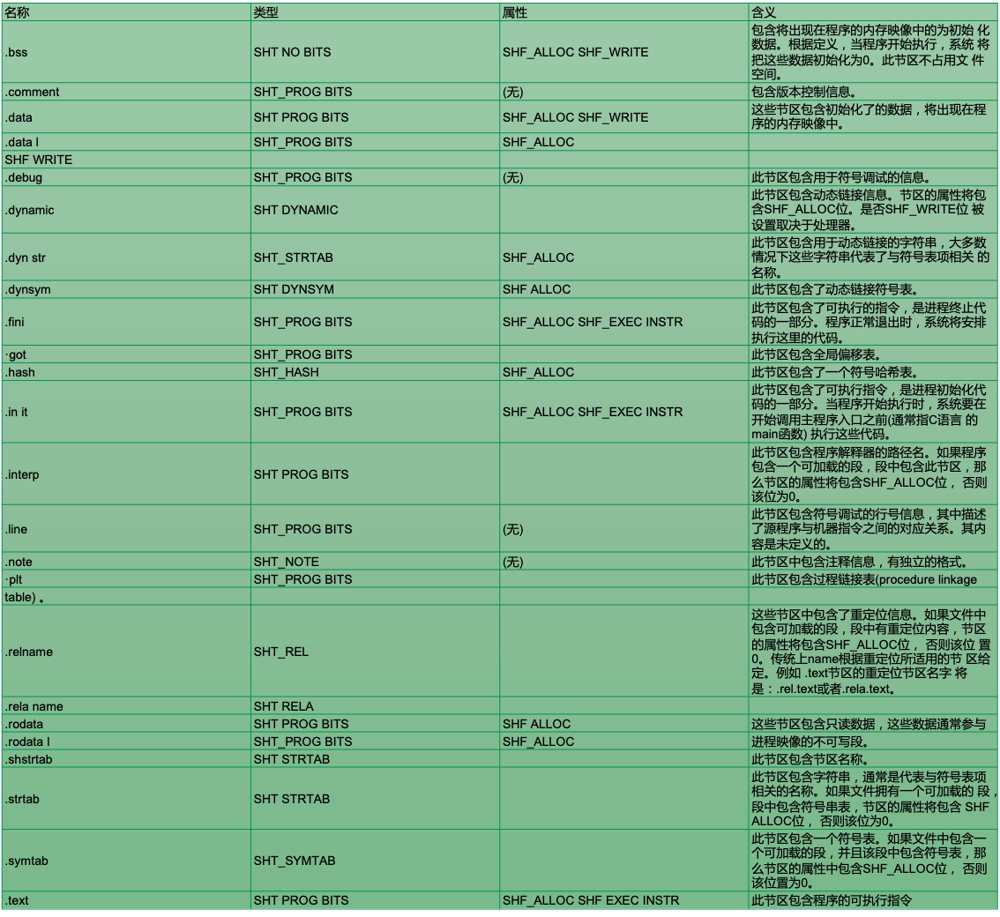 名称 类型 属性 含义
包含将出现在程序的内存映像中的为初始 化
数据。根据定义，当程序开始执行，系统 将
.bss SHT NO BITS SHF_ALLOC SHF_WRITE 把这些数据初始化为0。此节区不占用文 件
空间。
.comment SHT_PROG BITS (无) 包含版本控制信息。
.data SHT PROG BITS SHF_ALLOC SHF_WRITE 这些节区包含初始化了的数据，将出现在程
序的内存映像中。
.data I SHT_PROG BITS SHF_ALLOC
SHF WRITE
.debug SHT_PROG BITS (无) 此节区包含用于符号调试的信息。
此节区包含动态链接信息。节区的属性将包
.dynamic SHT DYNAMIC 含SHF_ALLOC位。是否SHF_WRITE位 被
设置取决于处理器。
此节区包含用于动态链接的字符串，大多数
.dyn str SHT_STRTAB SHF_ALLOC 情况下这些字符串代表了与符号表项相关 的
名称。
.dynsym SHT DYNSYM SHF ALLOC 此节区包含了动态链接符号表。
此节区包含了可执行的指令，是进程终止代
.fini SHT_PROG BITS SHF_ALLOC SHF_EXEC INSTR 码的一部分。程序正常退出时，系统将安排
执行这里的代码。
·got SHT_PROG BITS 此节区包含全局偏移表。
.hash SHT_HASH SHF_ALLOC 此节区包含了一个符号哈希表。
此节区包含了可执行指令，是进程初始化代
码的一部分。当程序开始执行时，系统要在
.in it SHT_PROG BITS SHF_ALLOC SHF_EXEC INSTR 开始调用主程序入口之前(通常指C语言 的
main函数) 执行这些代码。
此节区包含程序解释器的路径名。如果程序
包含一个可加载的段，段中包含此节区，那
.interp SHT PROG BITS 么节区的属性将包含SHF_ALLOC位， 否则
该位为0。
此节区包含符号调试的行号信息，其中描述
.line SHT_PROG BITS (无) 了源程序与机器指令之间的对应关系。其内
容是未定义的。
.note SHT_NOTE (无) 此节区中包含注释信息，有独立的格式。
·plt SHT_PROG BITS 此节区包含过程链接表(procedure linkage
table) 。
这些节区中包含了重定位信息。如果文件中
包含可加载的段，段中有重定位内容，节区
的属性将包含SHF_ALLOC位， 否则该位 置
.relname SHT_REL 0。传统上name根据重定位所适用的节 区给
定。例如 .text节区的重定位节区名字 将
是：.rel.text或者.rela.text。
.rela name SHT RELA
.rodata SHT PROG BITS SHF ALLOC 这些节区包含只读数据，这些数据通常参与
.rodata I SHT_PROG BITS SHF_ALLOC 进程映像的不可写段。
.shstrtab SHT STRTAB 此节区包含节区名称。
此节区包含字符串，通常是代表与符号表项
相关的名称。如果文件拥有一个可加载的 段，
.strtab SHT STRTAB 段中包含符号串表，节区的属性将包含 SHF
ALLOC位， 否则该位为0。
此节区包含一个符号表。如果文件中包含一
个可加载的段，并且该段中包含符号表，那
.symtab SHT_SYMTAB 么节区的属性中包含SHF_ALLOC位， 否则
该位置为0。
.text SHT PROG BITS SHF_ALLOC SHF EXEC INSTR 此节区包含程序的可执行指令